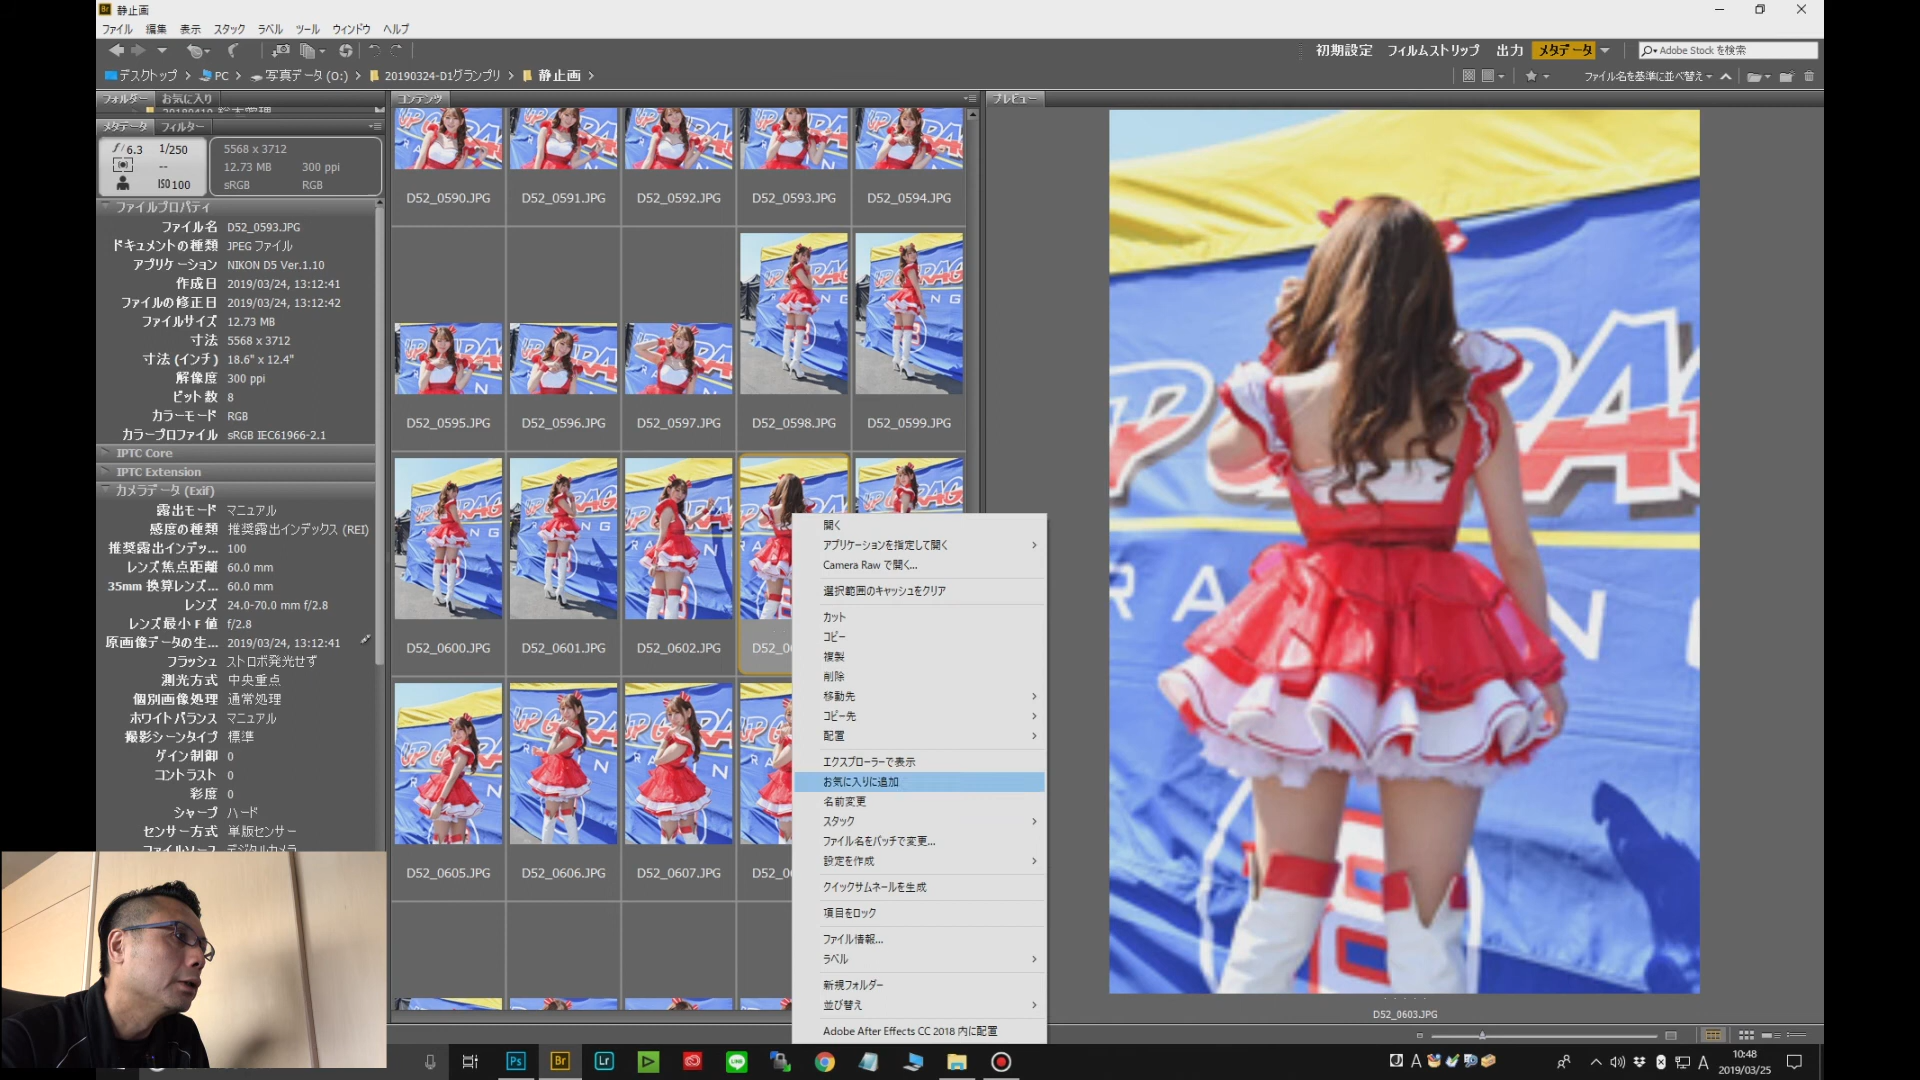 Br 静止画
ファイル 編集 表示 スタック ラベル ツール ウィンドウ ヘルプ
初期設定 フィルムストリップ 出力 メタデータ
Adobe Stock を検索
デスクトップ PC 写真データ (O:) 20190324-D1グランプリ 静止画
ファイル名を基準に並べ替え
フォルダー お気に入り
コンテンツ
プレビュー
メタデータ フィルター
f/6.3 1/250
--
ISO100
5568 x 3712
12.73 MB 300 ppi
sRGB RGB
ファイルプロパティ
ファイル名 D52_0593.JPG
ドキュメントの種類 JPEG ファイル
アプリケーション NIKON D5 Ver.1.10
作成日 2019/03/24, 13:12:41
ファイルの修正日 2019/03/24, 13:12:42
ファイルサイズ 12.73 MB
寸法 5568 x 3712
寸法 (インチ) 18.6" x 12.4"
解像度 300 ppi
ビット数 8
カラーモード RGB
カラープロファイル sRGB IEC61966-2.1
IPTC Core
IPTC Extension
カメラデータ (Exif)
露出モード マニュアル
感度の種類 推奨露出インデックス (REI)
推奨露出インデッ... 100
レンズ焦点距離 60.0 mm
35mm 換算レンズ... 60.0 mm
レンズ 24.0-70.0 mm f/2.8
レンズ最小 F 値 f/2.8
原画像データの生... 2019/03/24, 13:12:41
フラッシュ ストロボ発光せず
測光方式 中央重点
個別画像処理 通常処理
ホワイトバランス マニュアル
撮影シーンタイプ 標準
ゲイン制御 0
コントラスト 0
彩度 0
シャープ ハード
センサー方式 単版センサー
ファイルソース デジタルカメラ
D52_0590.JPG D52_0591.JPG D52_0592.JPG D52_0593.JPG D52_0594.JPG
D52_0595.JPG D52_0596.JPG D52_0597.JPG D52_0598.JPG D52_0599.JPG
D52_0600.JPG D52_0601.JPG D52_0602.JPG
D52_0605.JPG D52_0606.JPG D52_0607.JPG
開く
アプリケーションを指定して開く
Camera Raw で開く...
選択範囲のキャッシュをクリア
カット
コピー
複製
削除
移動先
コピー先
配置
エクスプローラーで表示
お気に入りに追加
名前変更
スタック
ファイル名をバッチで変更...
設定を作成
クイックサムネールを生成
項目をロック
ファイル情報...
ラベル
新規フォルダー
並び替え
Adobe After Effects CC 2018 内に配置
D52_0603.JPG
Ps Br Lr LINE
A
A
10:48
2019/03/25